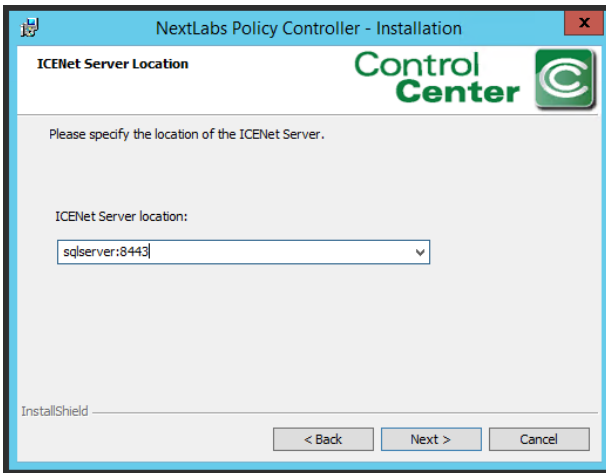 NextLabs Policy Controller - Installation
x
ICENet Server Location
Control
Center
Please specify the location of the ICENet Server.
ICENet Server location:
sqlserver:8443
InstallShield
< Back Next > Cancel